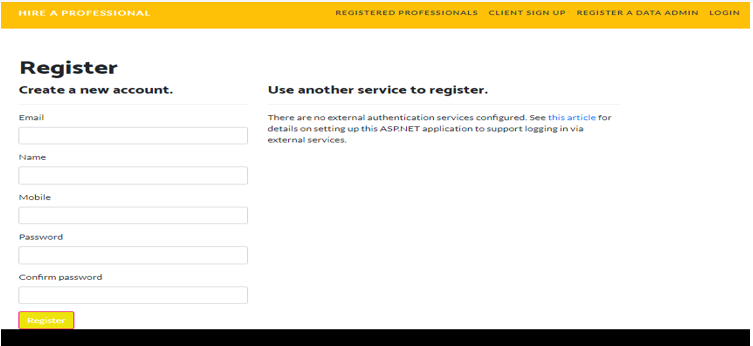 HIRE A PROFESSIONAL
REGISTERED PROFESSIONALS CLIENT SIGN UP REGISTER A DATA ADMIN LOGIN
Register
Create a new account.
Email
Name
Mobile
Password
Confirm password
Register
Use another service to register.
There are no external authentication services configured. See this article for
details on setting up this ASP.NET application to support logging in via
external services.